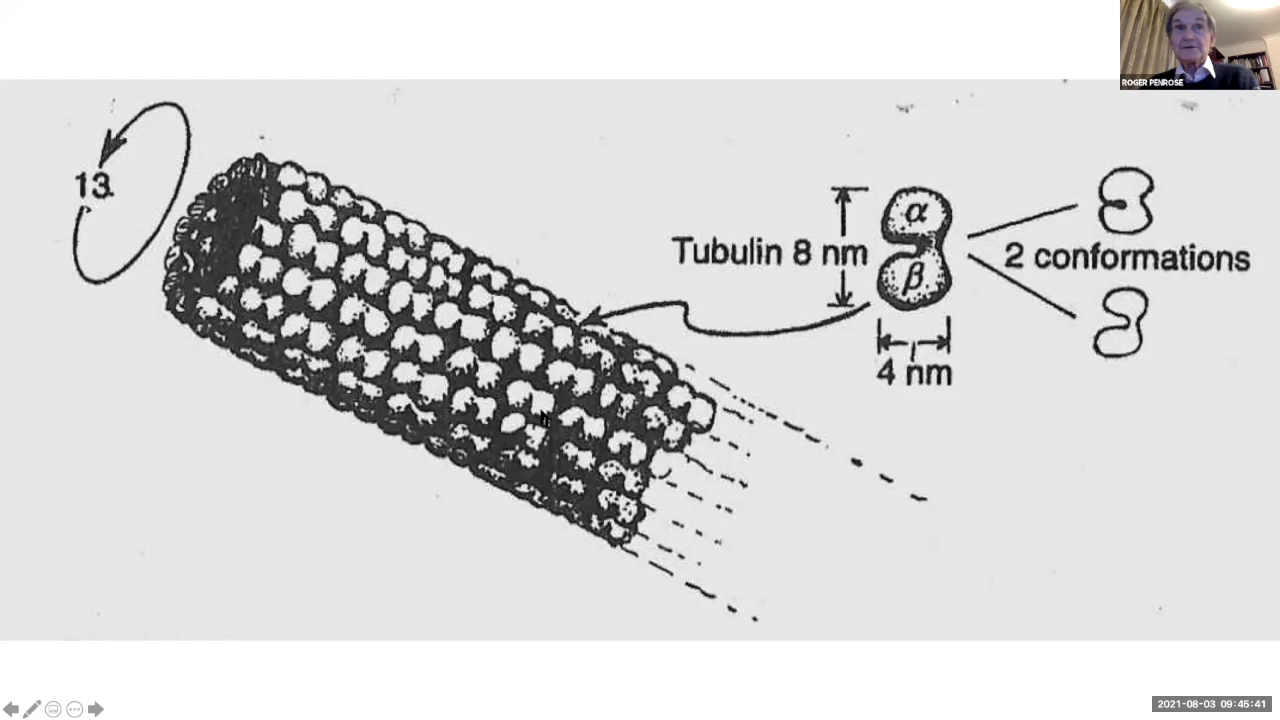 ROGER PENROSE
13.
α
Tubulin 8 nm
β
2 conformations
4 nm
2021-08-03 09:45:41